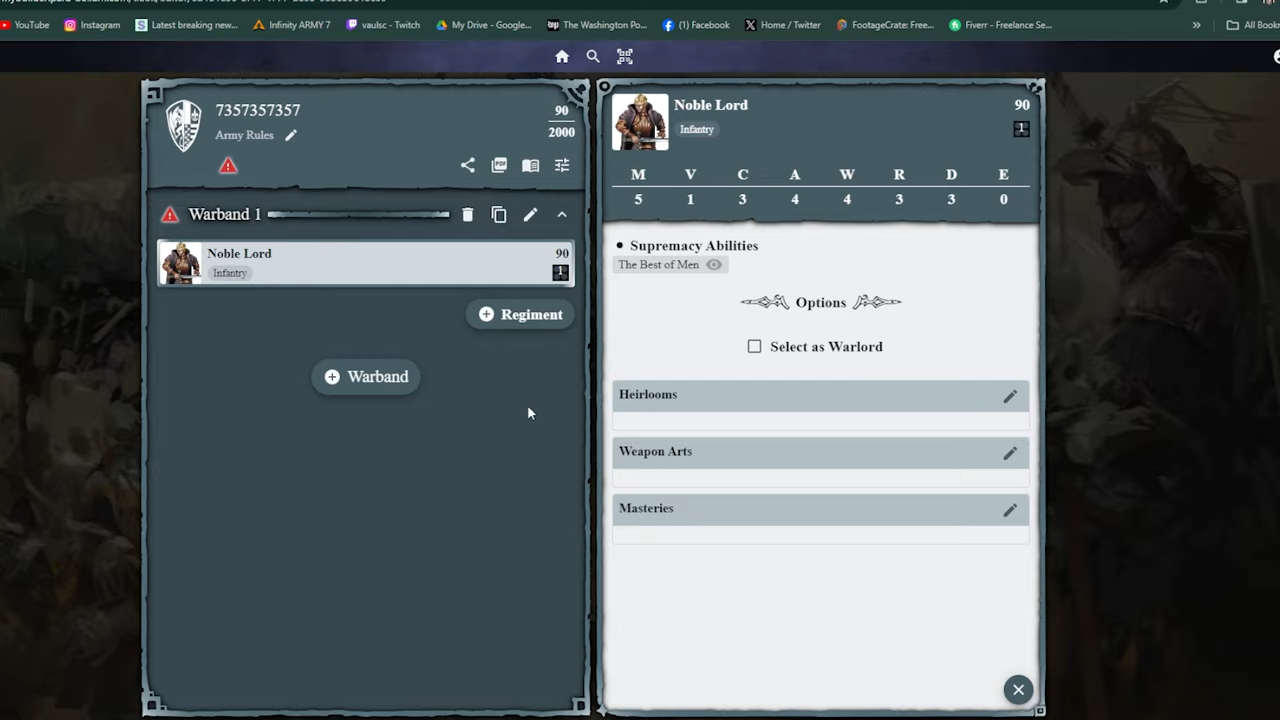 YouTube
Instagram
Latest breaking new...
Infinity ARMY 7
vaulsc - Twitch
My Drive - Google...
The Washington Po...
(1) Facebook
Home / Twitter
FootageCrate: Free...
Fiverr - Freelance Se...
»
All Book
7357357357
Army Rules
90
2000
PDF
Warband 1
Noble Lord
90
Infantry
1
Regiment
Warband
Noble Lord
90
Infantry
1
M V C A W R D E
5 1 3 4 4 3 3 0
• Supremacy Abilities
The Best of Men
Options
Select as Warlord
Heirlooms
Weapon Arts
Masteries